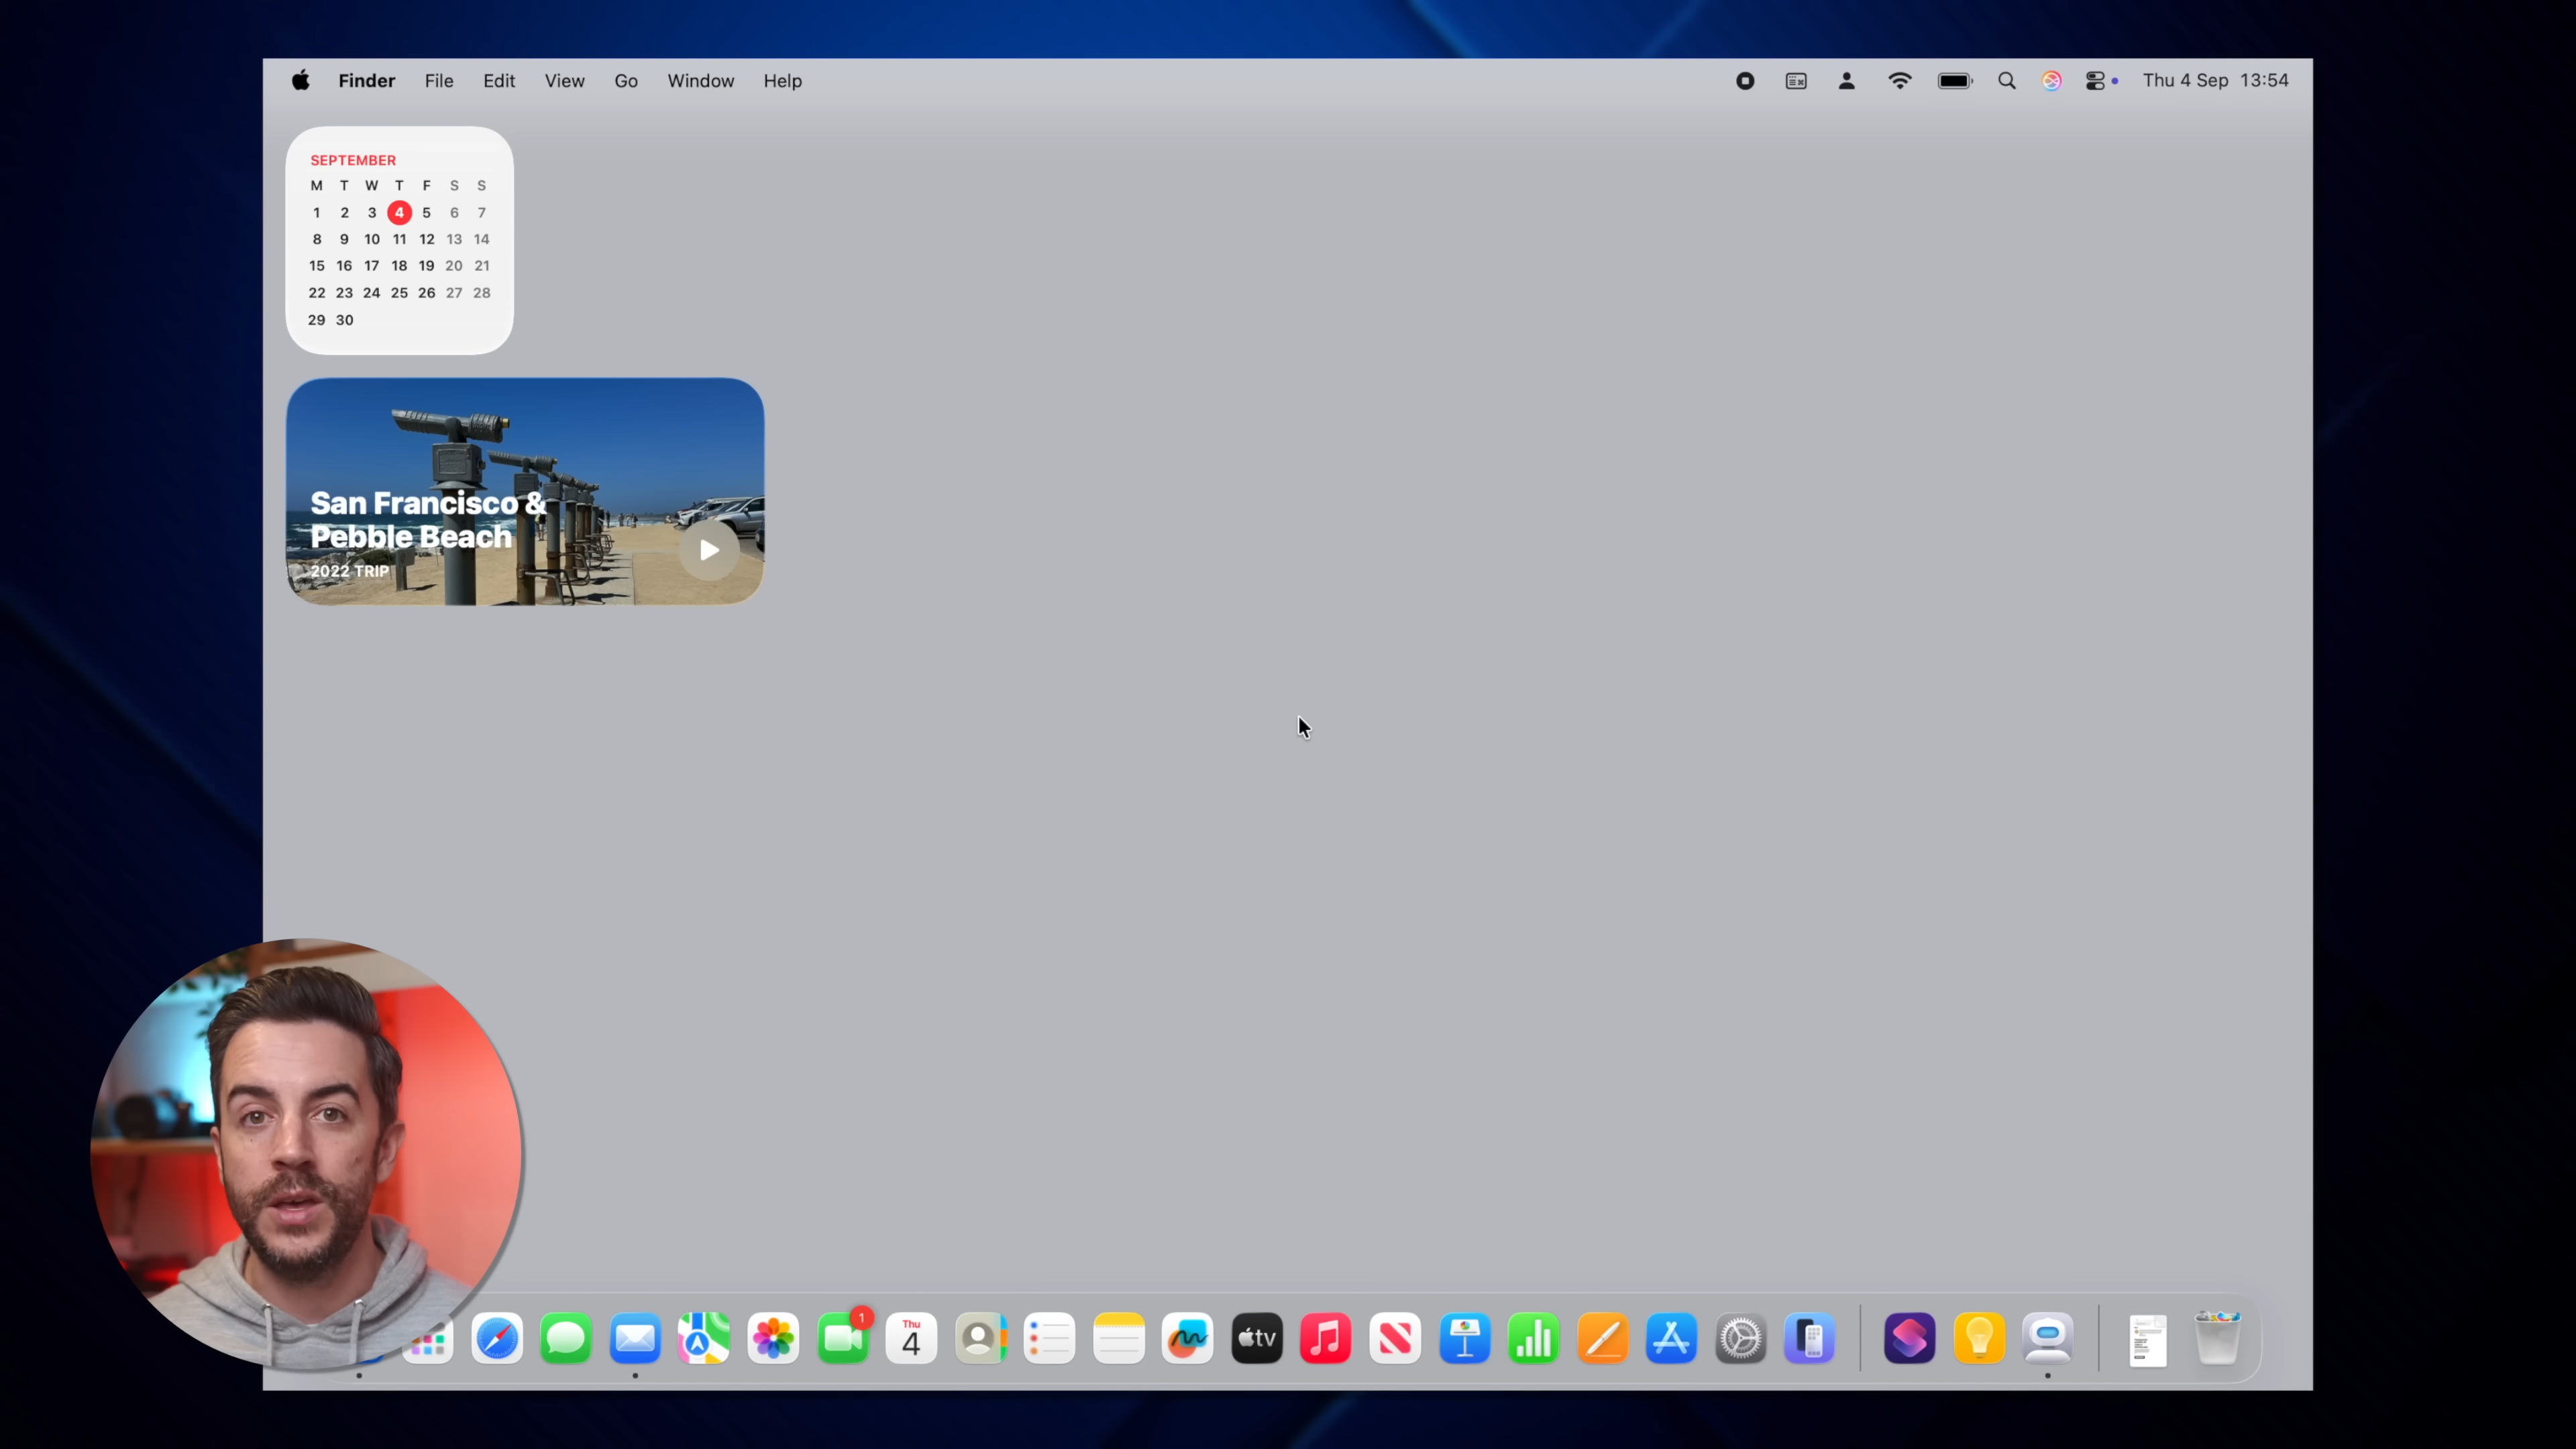 Finder File Edit View Go Window Help Thu 4 Sep 13:54
SEPTEMBER
M T W T F S S
1 2 3 4 5 6 7
8 9 10 11 12 13 14
15 16 17 18 19 20 21
22 23 24 25 26 27 28
29 30
San Francisco &
Pebble Beach
2022 TRIP
1
Thu
4
tv